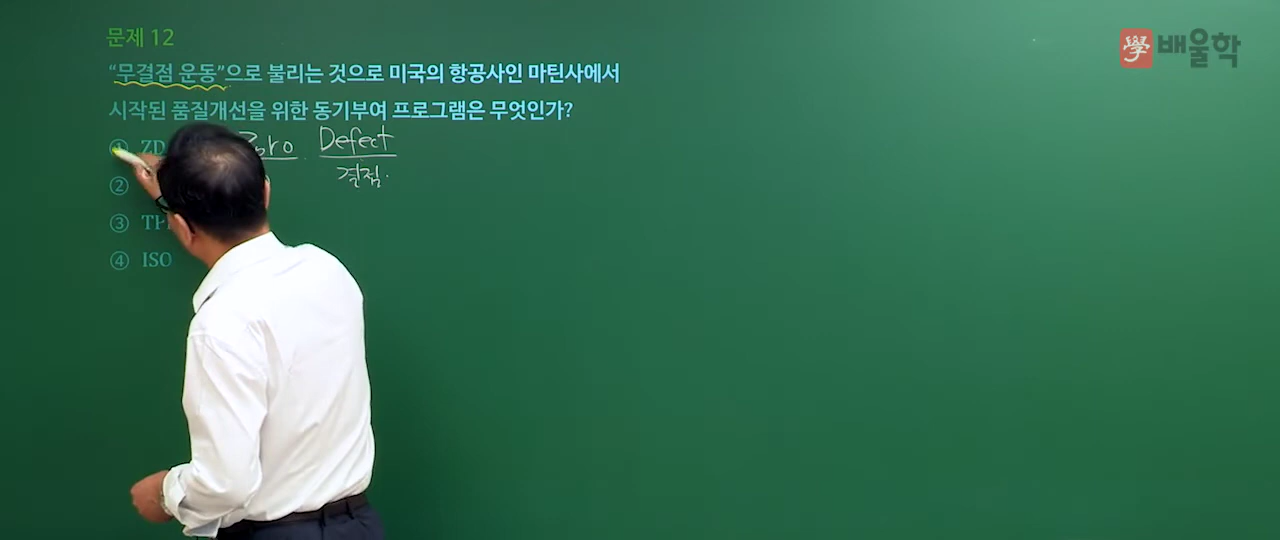 문제 12
學 배울학
“무결점 운동”으로 불리는 것으로 미국의 항공사인 마틴사에서
시작된 품질개선을 위한 동기부여 프로그램은 무엇인가?
① ZD Defect
결점.
②
③
④ ISO